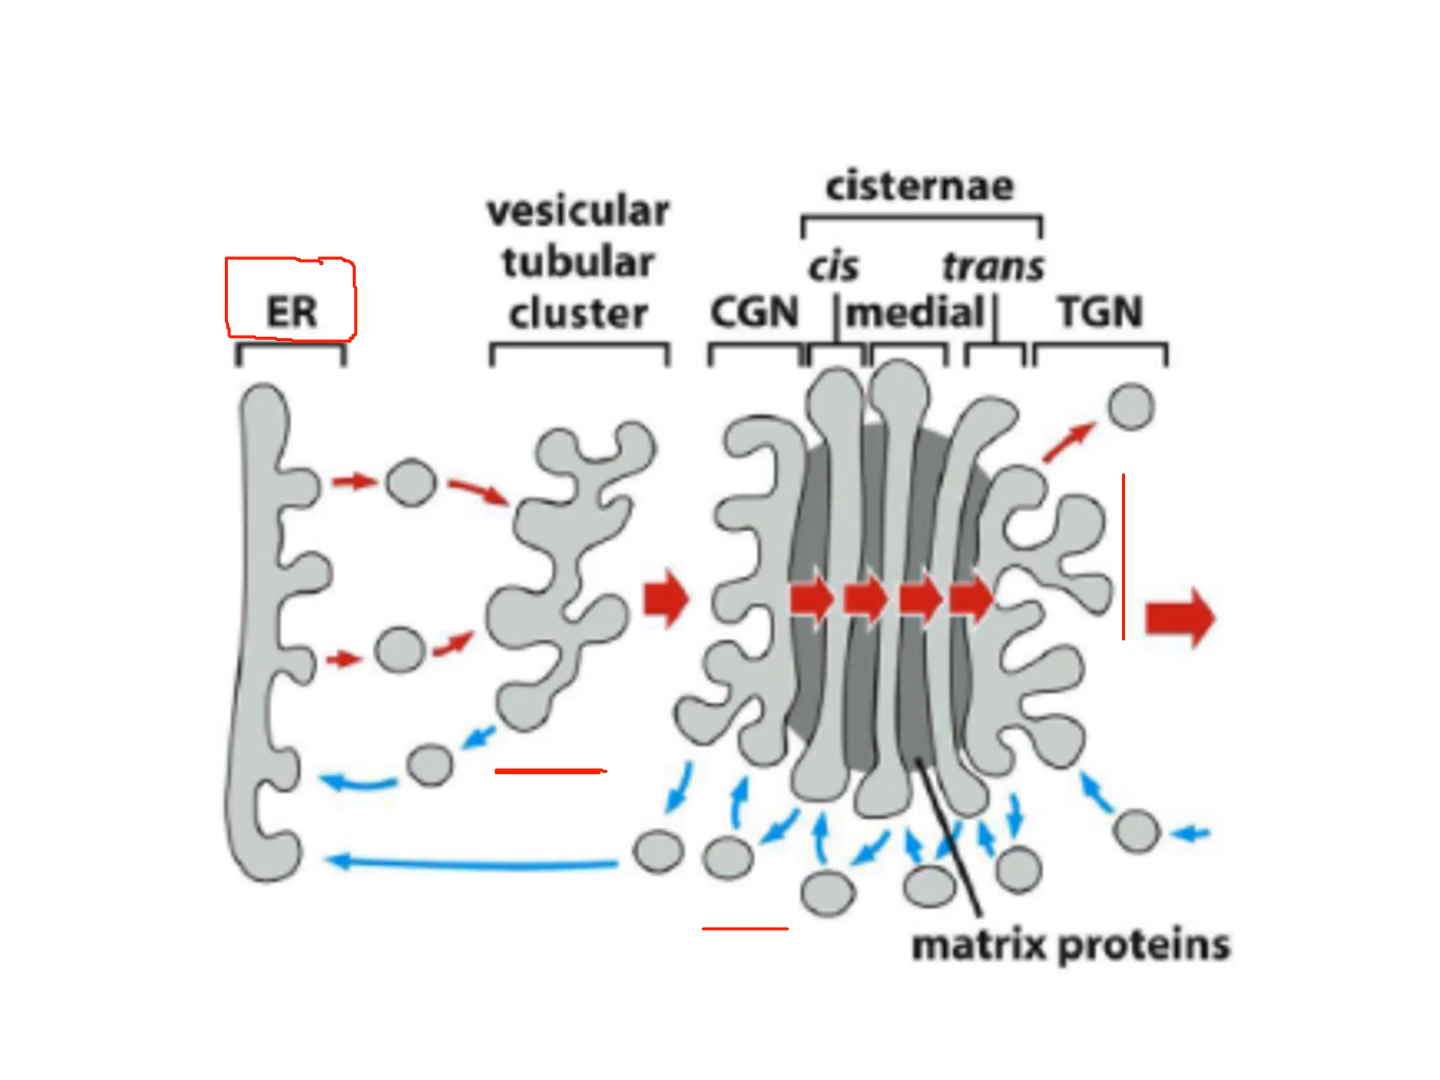 cisternae
vesicular
tubular
cluster
cis
trans
ER
CGN
medial
TGN
matrix proteins